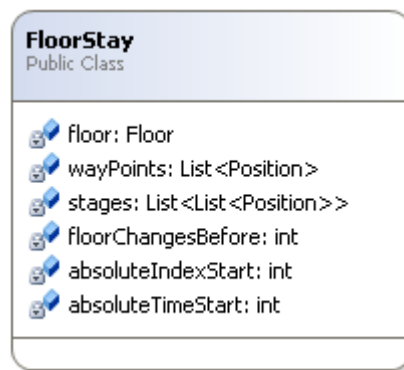 FloorStay
Public Class
floor: Floor
wayPoints: List<Position>
stages: List<List<Position>>
floorChangesBefore: int
absoluteIndexStart: int
absoluteTimeStart: int